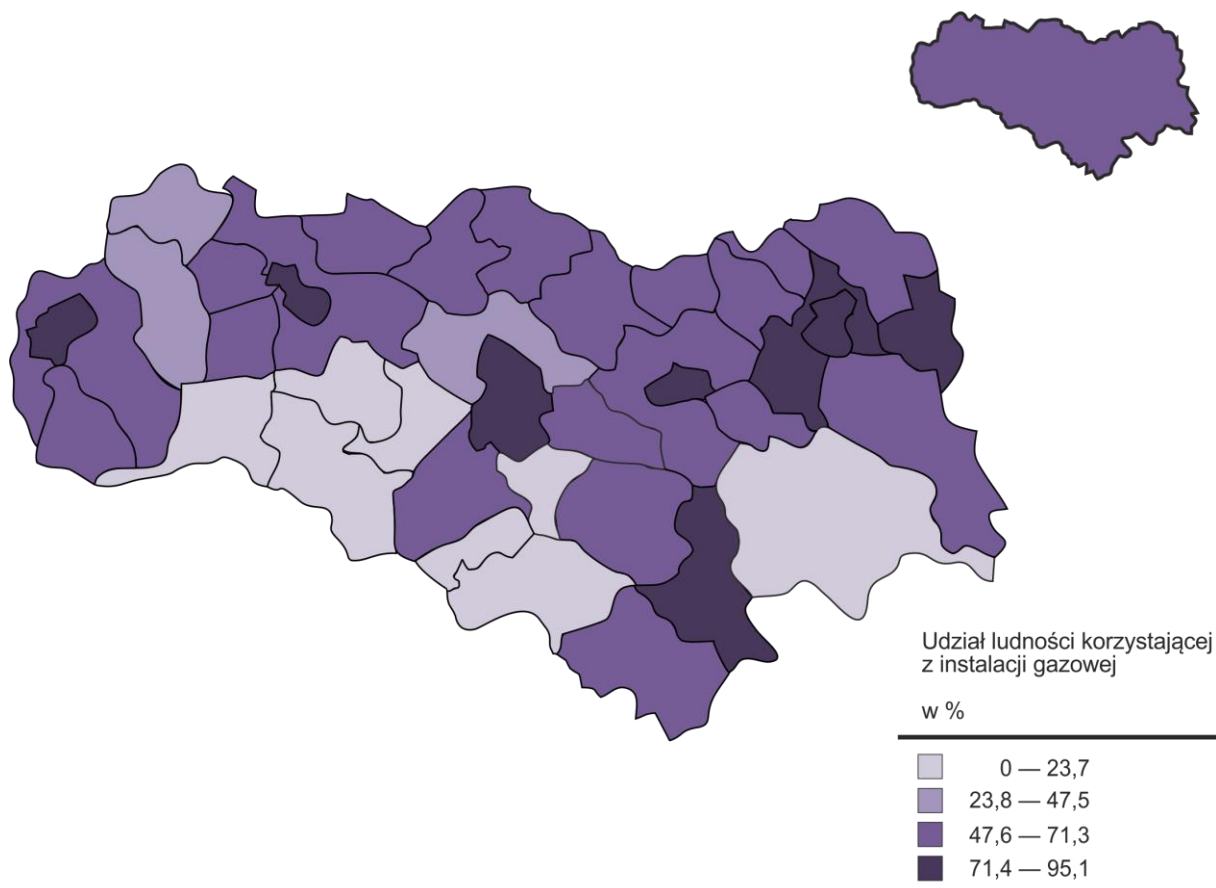 Udział ludności korzystającej
z instalacji gazowej
w %
0 — 23,7
23,8 — 47,5
47,6 — 71,3
71,4 — 95,1